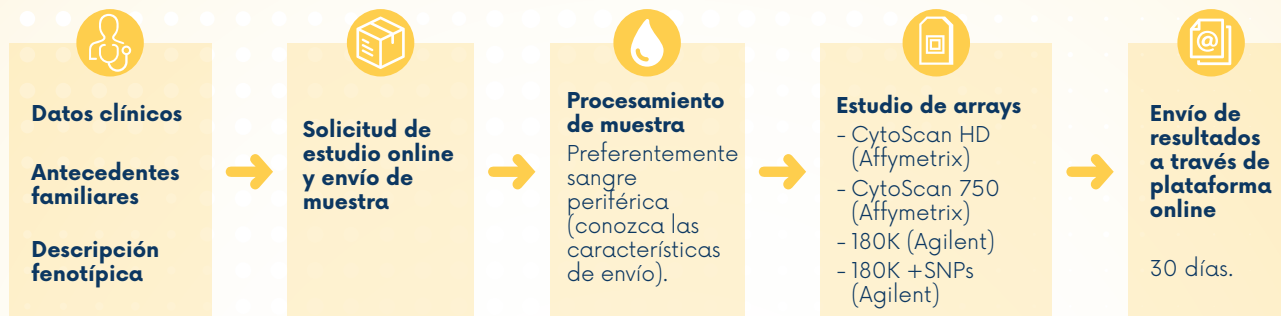 Datos clínicos
Antecedentes
familiares
Descripción
fenotípica
Solicitud de
estudio online
y envío de
muestra
Procesamiento
de muestra
Preferentemente
sangre
periférica
(conozca las
características
de envío).
Estudio de arrays
- CytoScan HD
(Affymetrix)
- CytoScan 750
(Affymetrix)
- 180K (Agilent)
- 180K +SNPs
(Agilent)
@
Envío de
resultados
a través de
plataforma
online
30 días.